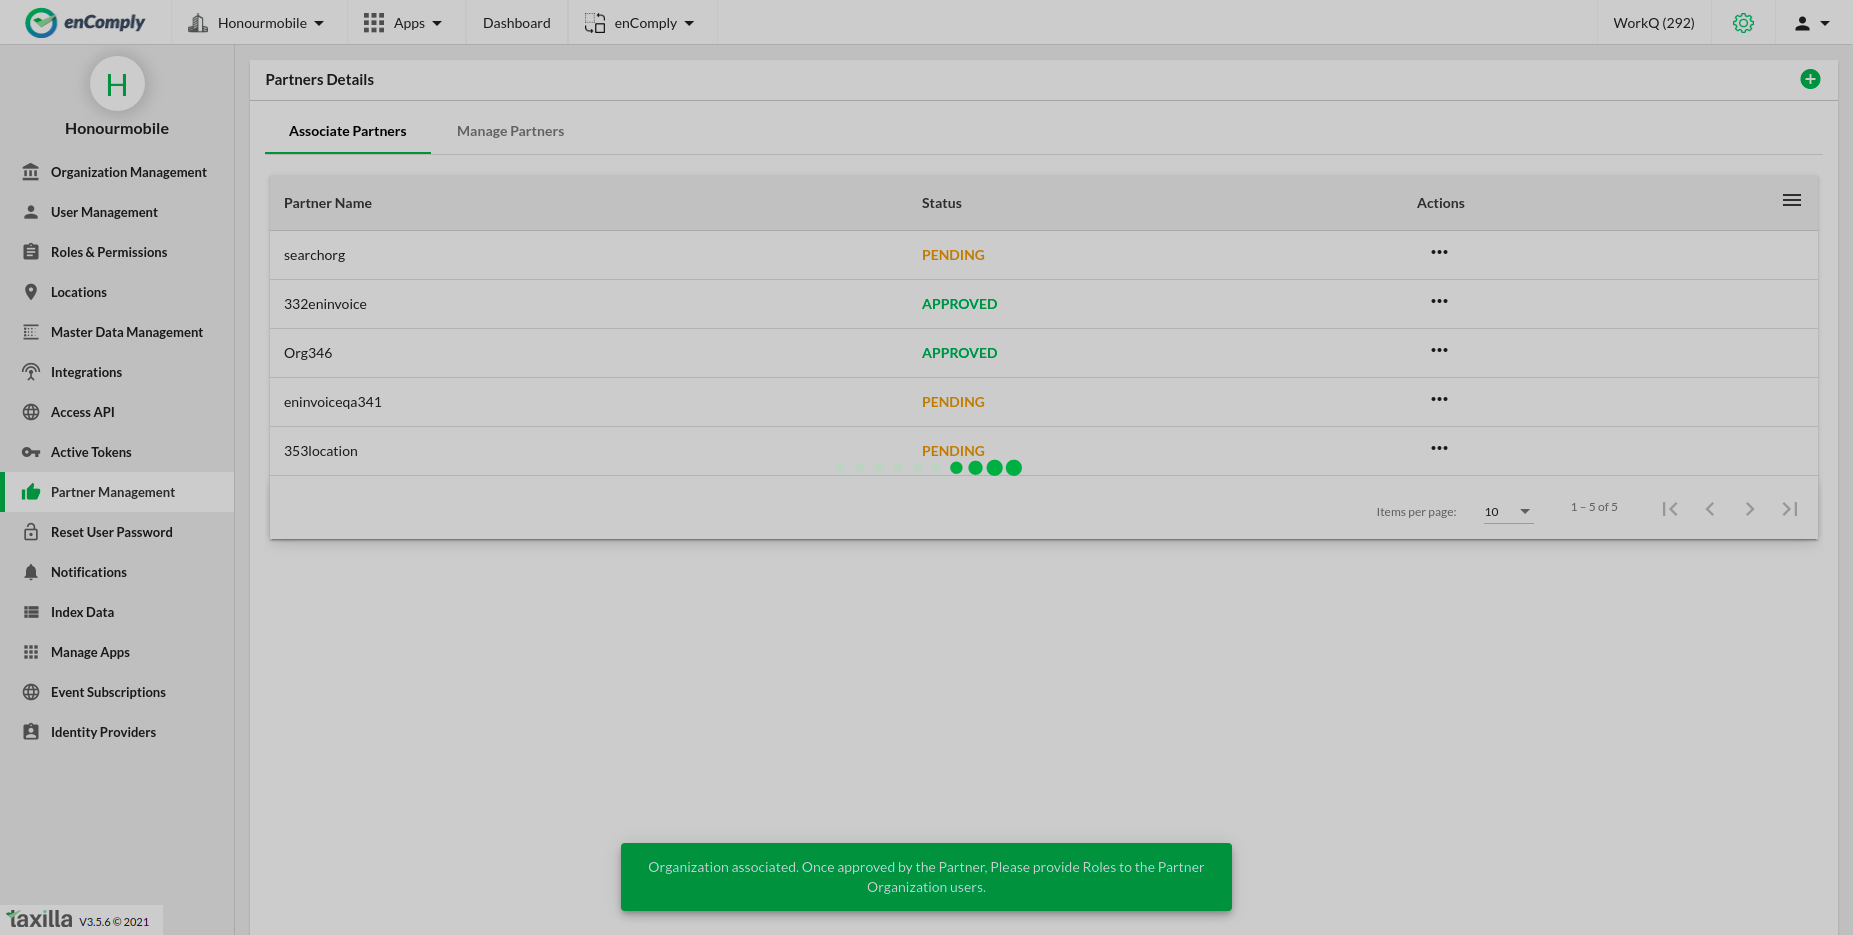 enComply
Honourmobile
Apps
Dashboard
enComply
WorkQ (292)
H
Honourmobile
Organization Management
User Management
Roles & Permissions
Locations
Master Data Management
Integrations
Access API
Active Tokens
Partner Management
Reset User Password
Notifications
Index Data
Manage Apps
Event Subscriptions
Identity Providers
taxilla V3.5.6 © 2021
Partners Details
Associate Partners
Manage Partners
Partner Name Status Actions
searchorg PENDING
332eninvoice APPROVED
Org346 APPROVED
eninvoiceqa341 PENDING
353location PENDING
Items per page: 10 1 – 5 of 5
Organization associated. Once approved by the Partner, Please provide Roles to the Partner
Organization users.